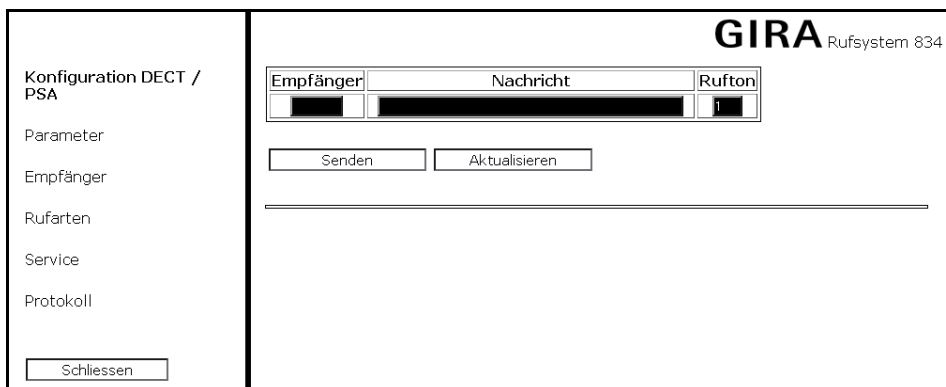 GIRA Rufsystem 834
Konfiguration DECT /
PSA
Parameter
Empfänger
Rufarten
Service
Protokoll
Schliessen
Empfänger Nachricht Rufton
1
Senden Aktualisieren